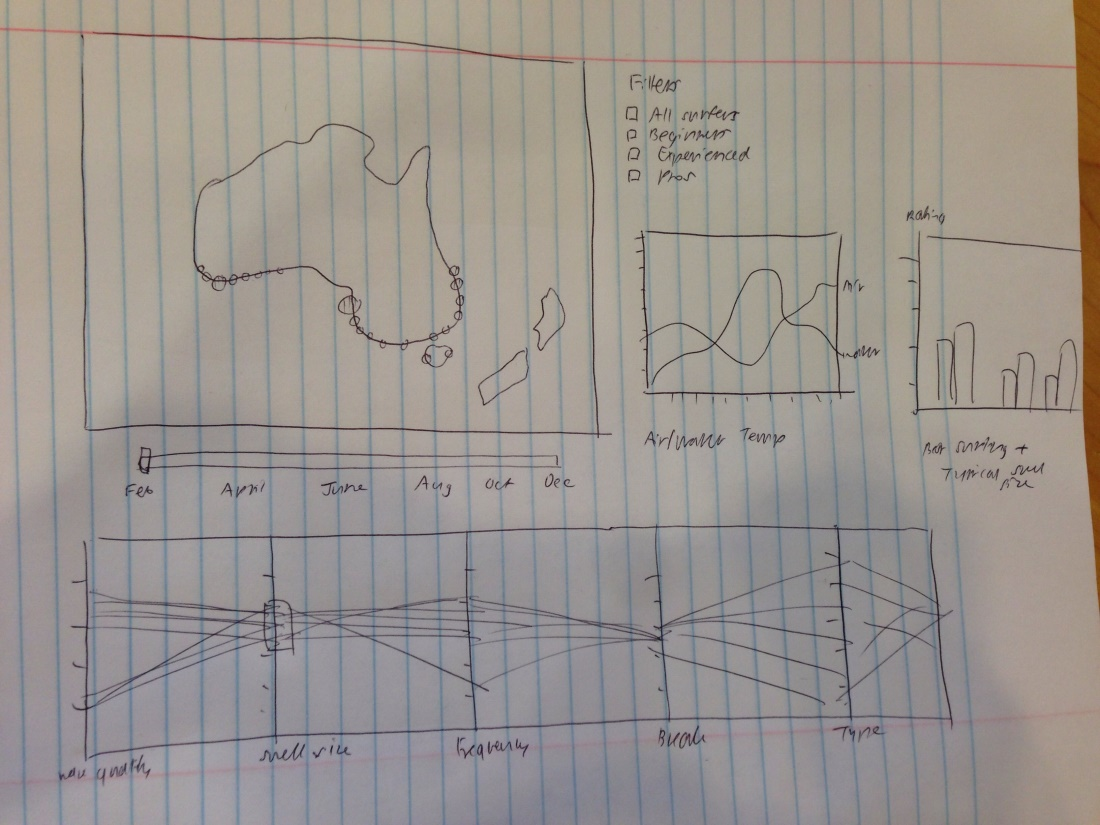 Filters
All surfers
Beginners
Experienced
Pros
Rating
Air
water
Air/water Temp
Best surfing +
Typical swell
size
Feb April June Aug Oct Dec
wave quality swell size Frequency Break Type